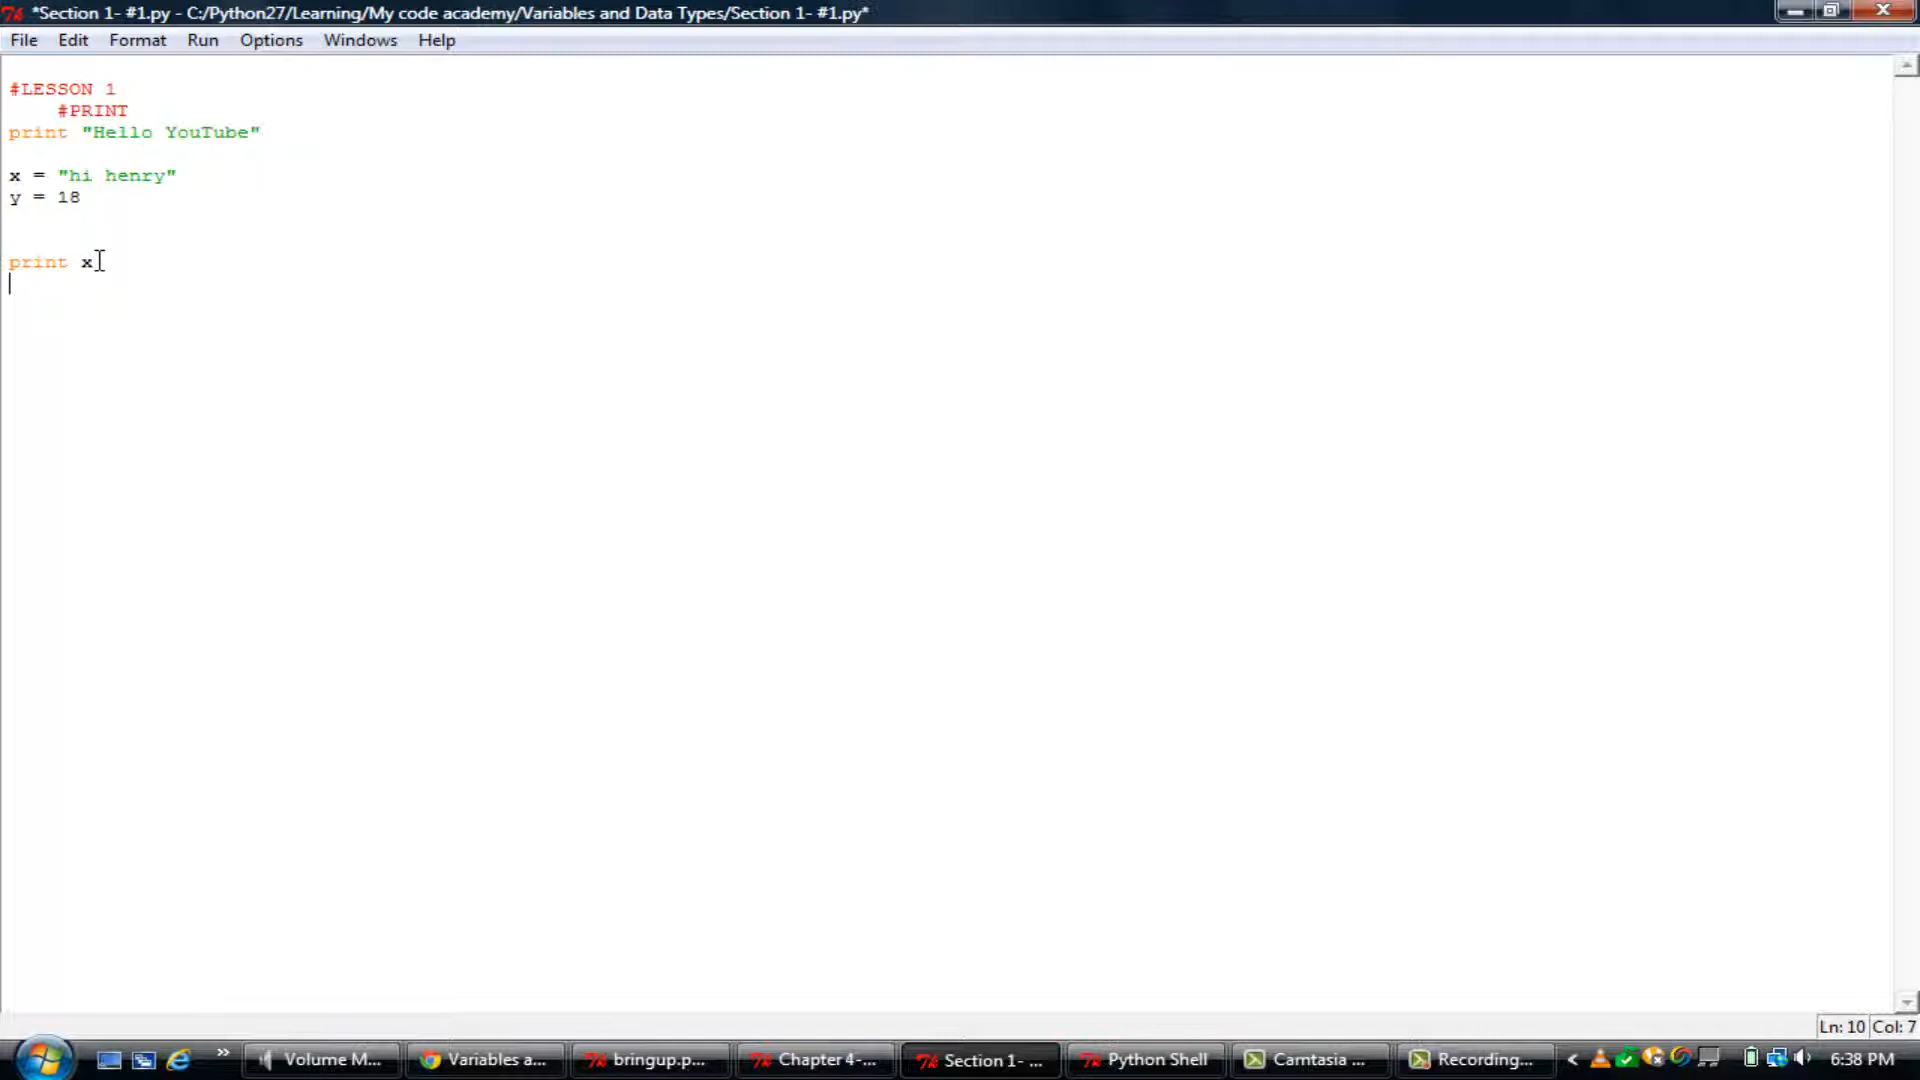 *Section 1- #1.py - C:/Python27/Learning/My code academy/Variables and Data Types/Section 1- #1.py*
File Edit Format Run Options Windows Help
#LESSON 1
#PRINT
print "Hello YouTube"
x = "hi henry"
y = 18
print x
Ln: 10 Col: 7
» Volume M... Variables a... bringup.p... Chapter 4-... Section 1- ... Python Shell Camtasia ... Recording... < 6:38 PM